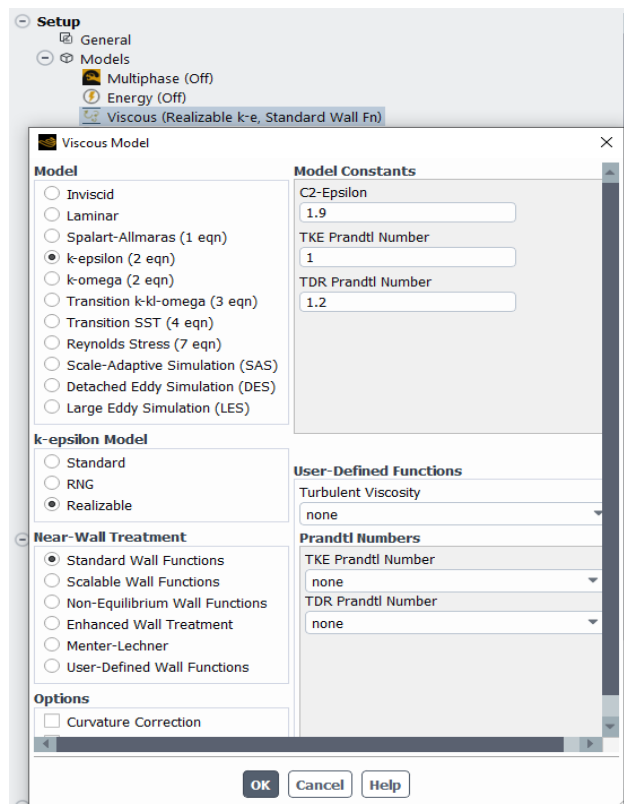 Setup
General
Models
Multiphase (Off)
Energy (Off)
Viscous (Realizable k-e, Standard Wall Fn)
Viscous Model
Model
Inviscid
Laminar
Spalart-Allmaras (1 eqn)
k-epsilon (2 eqn)
k-omega (2 eqn)
Transition k-kl-omega (3 eqn)
Transition SST (4 eqn)
Reynolds Stress (7 eqn)
Scale-Adaptive Simulation (SAS)
Detached Eddy Simulation (DES)
Large Eddy Simulation (LES)
k-epsilon Model
Standard
RNG
Realizable
Near-Wall Treatment
Standard Wall Functions
Scalable Wall Functions
Non-Equilibrium Wall Functions
Enhanced Wall Treatment
Menter-Lechner
User-Defined Wall Functions
Options
Curvature Correction
Model Constants
C2-Epsilon
1.9
TKE Prandtl Number
1
TDR Prandtl Number
1.2
User-Defined Functions
Turbulent Viscosity
none
Prandtl Numbers
TKE Prandtl Number
none
TDR Prandtl Number
none
OK
Cancel
Help